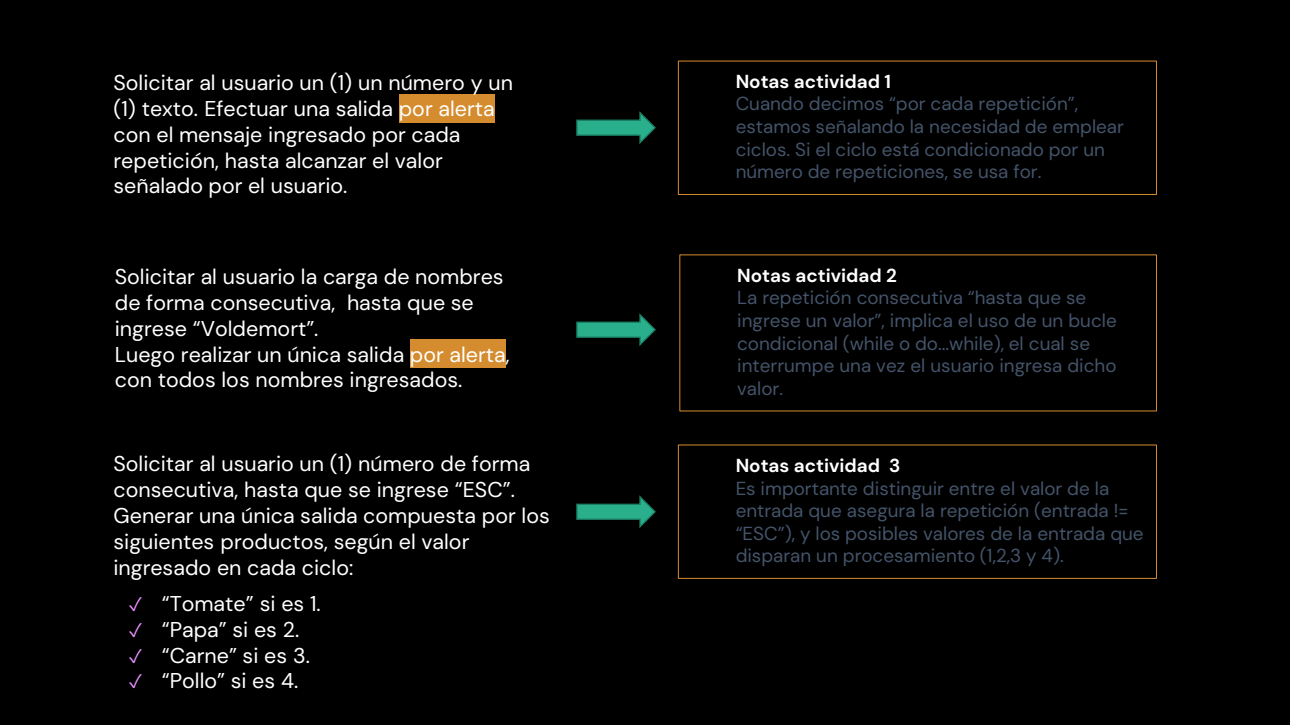 Solicitar al usuario un (1) un número y un
(1) texto. Efectuar una salida por alerta
con el mensaje ingresado por cada
repetición, hasta alcanzar el valor
señalado por el usuario.
Notas actividad 1
Cuando decimos “por cada repetición”,
estamos señalando la necesidad de emplear
ciclos. Si el ciclo está condicionado por un
número de repeticiones, se usa for.
Solicitar al usuario la carga de nombres
de forma consecutiva, hasta que se
ingrese “Voldemort”.
Luego realizar un única salida por alerta,
con todos los nombres ingresados.
Notas actividad 2
La repetición consecutiva “hasta que se
ingrese un valor”, implica el uso de un bucle
condicional (while o do...while), el cual se
interrumpe una vez el usuario ingresa dicho
valor.
Solicitar al usuario un (1) número de forma
consecutiva, hasta que se ingrese “ESC”.
Generar una única salida compuesta por los
siguientes productos, según el valor
ingresado en cada ciclo:
✓ “Tomate” si es 1.
✓ “Papa” si es 2.
✓ “Carne” si es 3.
✓ “Pollo” si es 4.
Notas actividad 3
Es importante distinguir entre el valor de la
entrada que asegura la repetición (entrada !=
“ESC”), y los posibles valores de la entrada que
disparan un procesamiento (1,2,3 y 4).